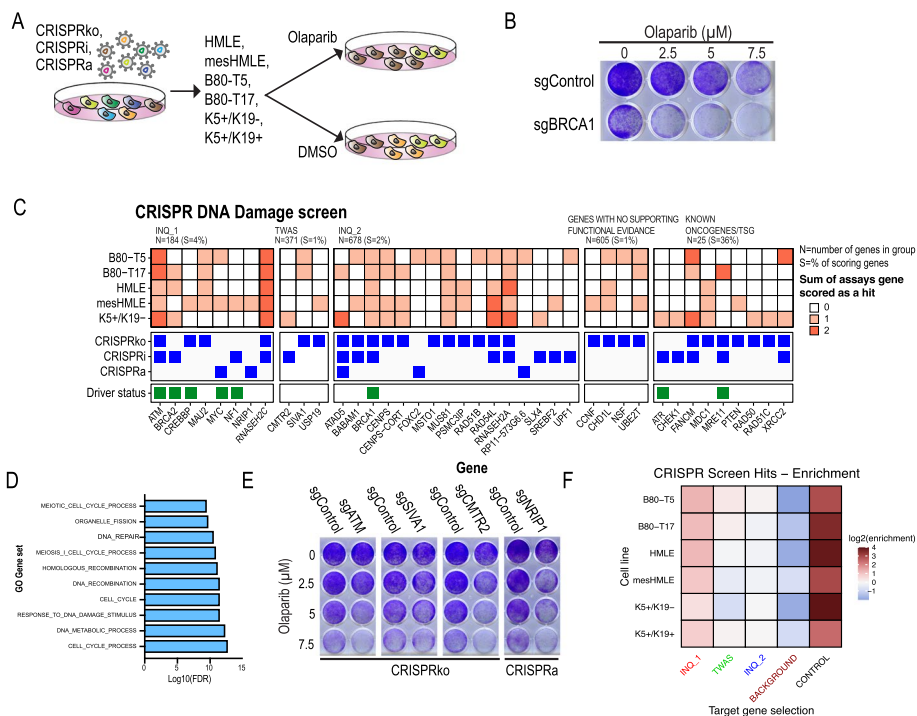 A
CRISPRko,
CRISPRi,
CRISPRa
HMLE,
mesHMLE,
B80-T5,
B80-T17,
K5+/K19-,
K5+/K19+
Olaparib
DMSO
B
Olaparib (µM)
0 2.5 5 7.5
sgControl
sgBRCA1
C
CRISPR DNA Damage screen
INQ_1
N=184 (S=4%)
TWAS
N=371 (S=1%)
INQ_2
N=678 (S=2%)
GENES WITH NO SUPPORTING
FUNCTIONAL EVIDENCE
N=605 (S=1%)
KNOWN
ONCOGENES/TSG
N=25 (S=36%)
N=number of genes in group
S=% of scoring genes
Sum of assays gene
scored as a hit
0
1
2
B80−T5
B80−T17
HMLE
mesHMLE
K5+/K19−
CRISPRko
CRISPRi
CRISPRa
Driver status
ATM BRCA2 CREBBP MAU2 MYC NF1 NRIP1 RNASEH2C CMTR2 SIVA1 USP19 ATAD5 BABAM1 BRCA1 CENPS CENPS−CORT FOXC2 MSTO1 MUS81 PSMC3IP RAD51B RAD54L RNASEH2A RP11−573G6.6 SLX4 SREBF2 UPF1 CCNF CHD1L NSF UBE2T ATR CHEK1 FANCM MDC1 MRE11 PTEN RAD50 RAD51C XRCC2
Gene
D
GO Gene set
MEIOTIC_CELL_CYCLE_PROCESS
ORGANELLE_FISSION
DNA_REPAIR
MEIOSIS_I_CELL_CYCLE_PROCESS
HOMOLOGOUS_RECOMBINATION
DNA_RECOMBINATION
CELL_CYCLE
RESPONSE_TO_DNA_DAMAGE_STIMULUS
DNA_METABOLIC_PROCESS
CELL_CYCLE_PROCESS
0 5 10 15
Log10(FDR)
E
sgControl sgATM sgControl sgSIVA1 sgControl sgCMTR2 sgControl sgNRIP1
Olaparib (µM)
0
2.5
5
7.5
CRISPRko CRISPRa
F
CRISPR Screen Hits − Enrichment
Cell line
B80−T5
B80−T17
HMLE
mesHMLE
K5+/K19−
K5+/K19+
log2(enrichment)
4
3
2
1
0
−1
INQ_1 TWAS INQ_2 BACKGROUND CONTROL
Target gene selection